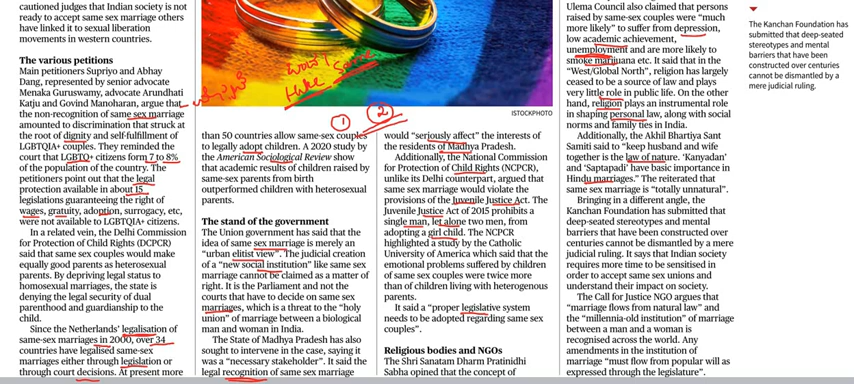 cautioned judges that Indian society is not
ready to accept same sex marriage others
have linked it to sexual liberation
movements in western countries.
The various petitions
Main petitioners Supriyo and Abhay
Dang, represented by senior advocate
Menaka Guruswamy, advocate Arundhati
Katju and Govind Manoharan, argue that
the non-recognition of same sex marriage
amounted to discrimination that struck at
the root of dignity and self-fulfillment of
LGBTQIA+ couples. They reminded the
court that LGBTQ+ citizens form 7 to 8%
of the population of the country. The
petitioners point out that the legal
protection available in about 15
legislations guaranteeing the right of
wages, gratuity, adoption, surrogacy, etc,
were not available to LGBTQIA+ citizens.
In a related vein, the Delhi Commission
for Protection of Child Rights (DCPCR)
said that same sex couples would make
equally good parents as heterosexual
parents. By depriving legal status to
homosexual marriages, the state is
denying the legal security of dual
parenthood and guardianship to the
child.
Since the Netherlands' legalisation of
same-sex marriages in 2000, over 34
countries have legalised same-sex
marriages either through legislation or
through court decisions. At present more
Same
ISTOCKPHOTO
1
2
than 50 countries allow same-sex couples
to legally adopt children. A 2020 study by
the American Sociological Review show
that academic results of children raised by
same-sex parents from birth
outperformed children with heterosexual
parents.
The stand of the government
The Union government has said that the
idea of same sex marriage is merely an
"urban elitist view". The judicial creation
of a "new social institution" like same sex
marriage cannot be claimed as a matter of
right. It is the Parliament and not the
courts that have to decide on same sex
marriages, which is a threat to the "holy
union" of marriage between a biological
man and woman in India.
The State of Madhya Pradesh has also
sought to intervene in the case, saying it
was a "necessary stakeholder". It said the
legal recognition of same sex marriage
would "seriously affect" the interests of
the residents of Madhya Pradesh.
Additionally, the National Commission
for Protection of Child Rights (NCPCR),
unlike its Delhi counterpart, argued that
same sex marriage would violate the
provisions of the Juvenile Justice Act. The
Juvenile Justice Act of 2015 prohibits a
single man, let alone two men, from
adopting a girl child. The NCPCR
highlighted a study by the Catholic
University of America which said that the
emotional problems suffered by children
of same sex couples were twice more
than of children living with heterogenous
parents.
It said a "proper legislative system
needs to be adopted regarding same sex
couples".
Religious bodies and NGOs
The Shri Sanatam Dharm Pratinidhi
Sabha opined that the concept of
Ulema Council also claimed that persons
raised by same-sex couples were "much
more likely" to suffer from depression,
low academic achievement,
unemployment and are more likely to
smoke marijuana etc. It said that in the
"West/Global North", religion has largely
ceased to be a source of law and plays
very little role in public life. On the other
hand, religion plays an instrumental role
in shaping personal law, along with social
norms and family ties in India.
Additionally, the Akhil Bhartiya Sant
Samiti said to "keep husband and wife
together is the law of nature. 'Kanyadan'
and 'Saptapadi' have basic importance in
Hindu marriages." The reiterated that
same sex marriage is "totally unnatural".
Bringing in a different angle, the
Kanchan Foundation has submitted that
deep-seated stereotypes and mental
barriers that have been constructed over
centuries cannot be dismantled by a mere
judicial ruling. It says that Indian society
requires more time to be sensitised in
order to accept same sex unions and
understand their impact on society.
The Call for Justice NGO argues that
"marriage flows from natural law" and the
"millennia-old institution" of marriage
between a man and a woman is
recognised across the world. Any
amendments in the institution of
marriage "must flow from popular will as
expressed through the legislature".
The Kanchan Foundation has
submitted that deep-seated
stereotypes and mental
barriers that have been
constructed over centuries
cannot be dismantled by a
mere judicial ruling.